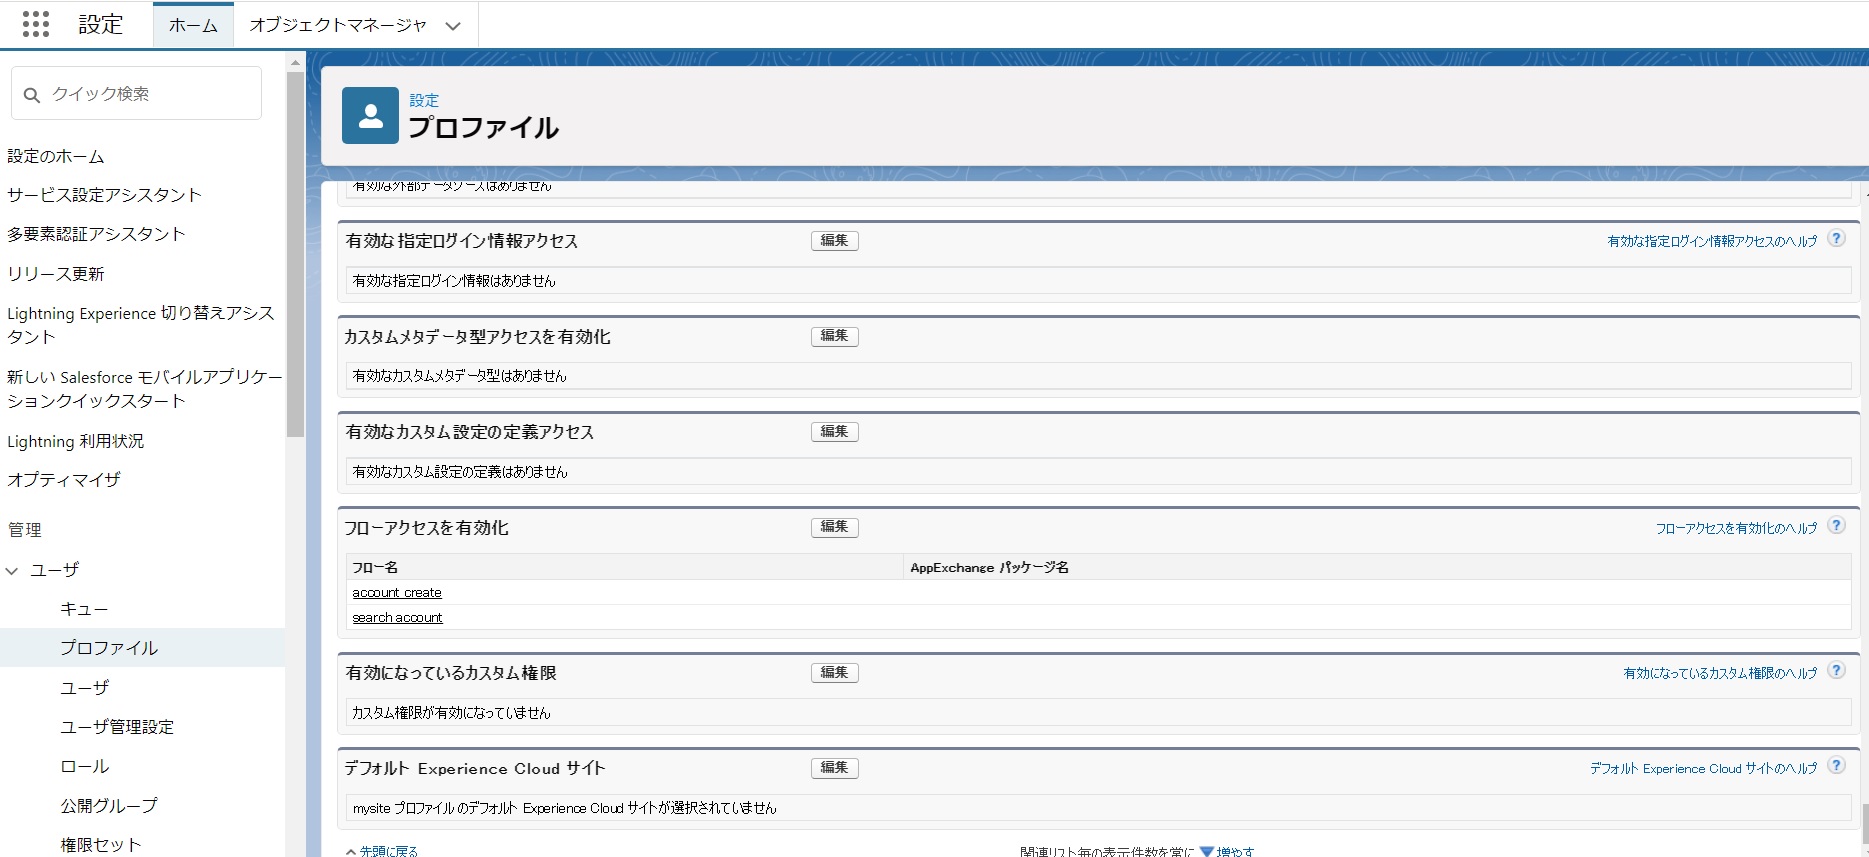 設定
ホーム
オブジェクトマネージャ
クイック検索
設定のホーム
サービス設定アシスタント
多要素認証アシスタント
リリース更新
Lightning Experience 切り替えアシス
タント
新しい Salesforce モバイルアプリケー
ションクイックスタート
Lightning 利用状況
オプティマイザ
管理
ユーザ
キュー
プロファイル
ユーザ
ユーザ管理設定
ロール
公開グループ
権限セット
設定
プロファイル
有効な外部データソースはありません
有効な指定ログイン情報アクセス 編集 有効な指定ログイン情報アクセスのヘルプ ?
有効な指定ログイン情報はありません
カスタムメタデータ型アクセスを有効化 編集
有効なカスタムメタデータ型はありません
有効なカスタム設定の定義アクセス 編集
有効なカスタム設定の定義はありません
フローアクセスを有効化 編集 フローアクセスを有効化のヘルプ ?
フロー名 AppExchange パッケージ名
account create
search account
有効になっているカスタム権限 編集 有効になっているカスタム権限のヘルプ ?
カスタム権限が有効になっていません
デフォルト Experience Cloud サイト 編集 デフォルト Experience Cloud サイトのヘルプ ?
mysite プロファイル のデフォルト Experience Cloud サイトが選択されていません
先頭に戻る 関連リスト毎の表示件数を常に 増やす